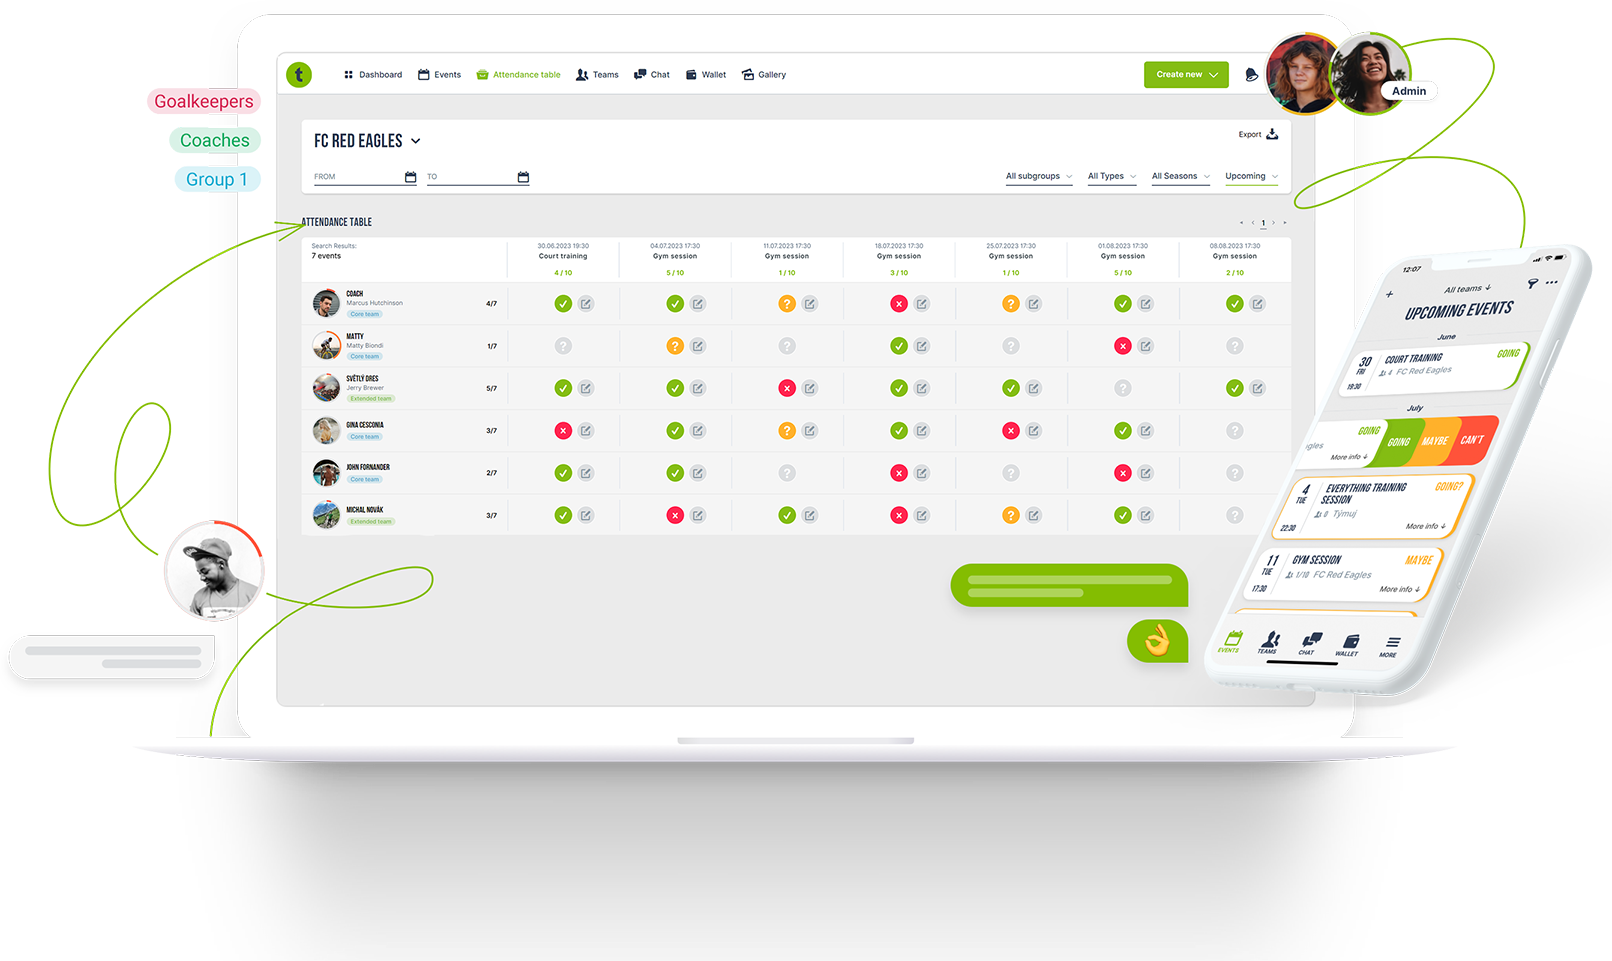 t
Dashboard Events Attendance table Teams Chat Wallet Gallery
Create new
Admin
Goalkeepers
Coaches
Group 1
FC RED EAGLES
Export
FROM TO
All subgroups All Types All Seasons Upcoming
ATTENDANCE TABLE
1
Search Results:
7 events
30.06.2023 19:30
Court training
4 / 10
04.07.2023 17:30
Gym session
5 / 10
11.07.2023 17:30
Gym session
1 / 10
18.07.2023 17:30
Gym session
3 / 10
25.07.2023 17:30
Gym session
1 / 10
01.08.2023 17:30
Gym session
5 / 10
08.08.2023 17:30
Gym session
2 / 10
COACH
Marcus Hutchinson
Core team
4/7
? ?
MATTY
Matty Biondi
Core team
1/7
? ? ? ? ?
SVĚTLÝ DRES
Jerry Brewer
Extended team
5/7
?
GINA CESCONIA
Core team
3/7
? ?
JOHN FORNANDER
Core team
2/7
? ? ?
MICHAL NOVÁK
Extended team
3/7
? ?
12:07
All teams ↓
+
UPCOMING EVENTS
June
30
FRI
19:30
COURT TRAINING
4 FC Red Eagles
GOING
July
GOING
agles
More info ↓
GOING MAYBE CAN'T
4
TUE
22:30
EVERYTHING TRAINING
SESSION
0 Týmuj
GOING?
More info ↓
11
TUE
17:30
GYM SESSION
1/10 FC Red Eagles
MAYBE
More info ↓
EVENTS TEAMS CHAT WALLET MORE